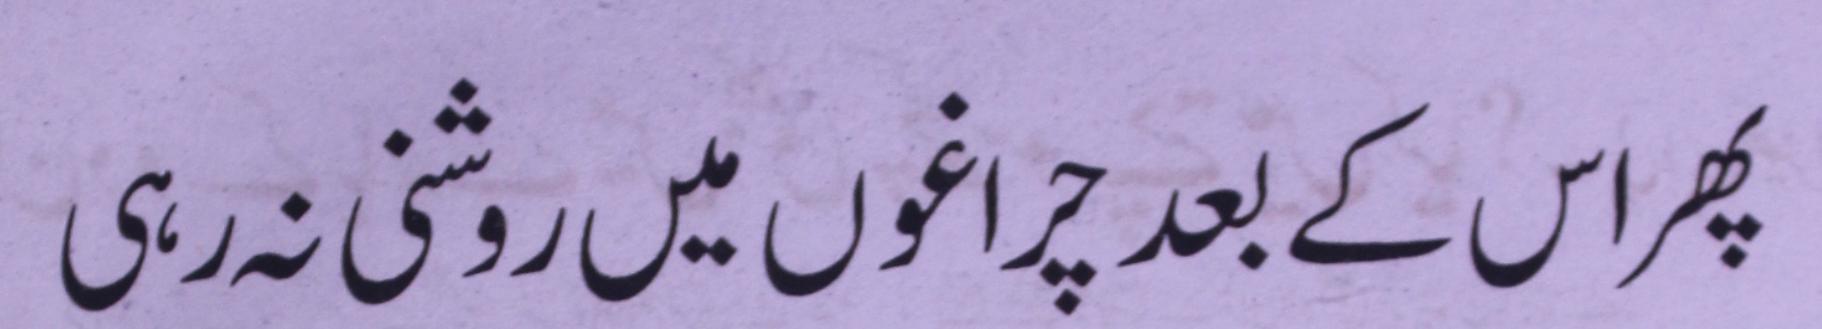 پھر اس کے بعد چراغوں میں روشنی نہ رہی